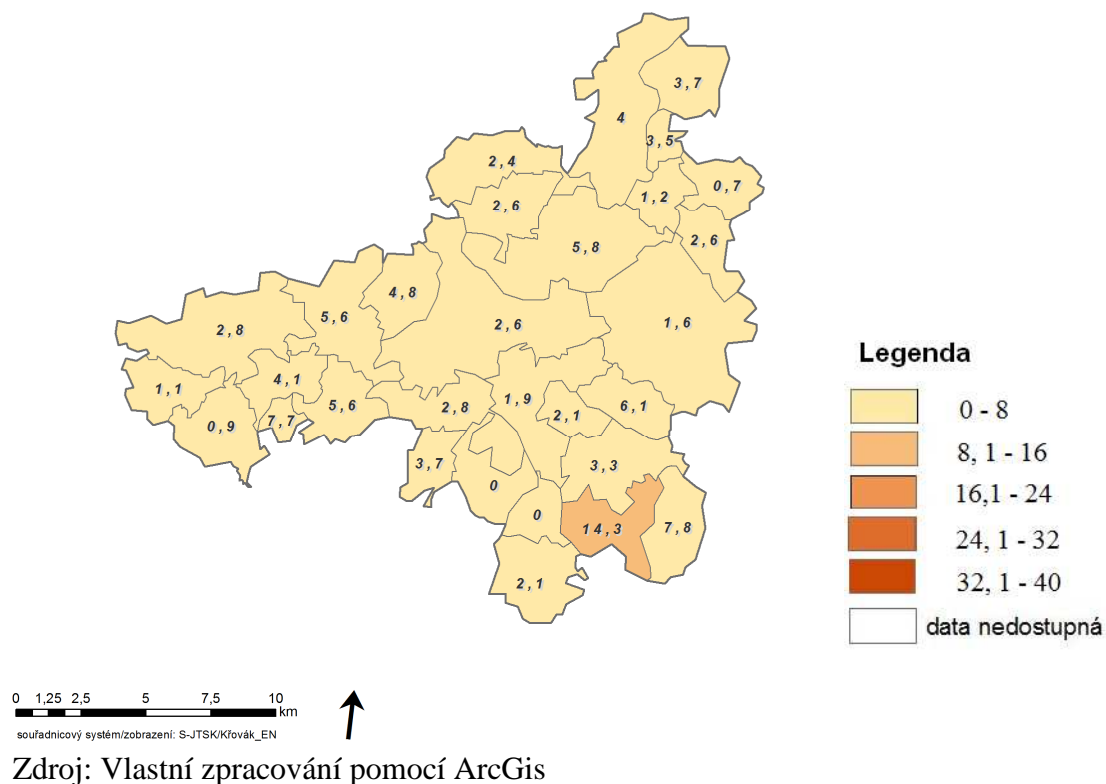 3,7
4
3,5
2,4
1,2
0,7
2,6
5,8
2,6
4,8
5,6
2,6
1,6
2,8
1,1
4,1
5,6
2,8
1,9
2,1
6,1
0,9
7,7
3,7
3,3
0
0
14,3
7,8
2,1
Legenda
0 - 8
8, 1 - 16
16,1 - 24
24, 1 - 32
32, 1 - 40
data nedostupná
0 1,25 2,5 5 7,5 10
km
souřadnicový systém/zobrazení: S-JTSK/Křovák_EN
Zdroj: Vlastní zpracování pomocí ArcGis